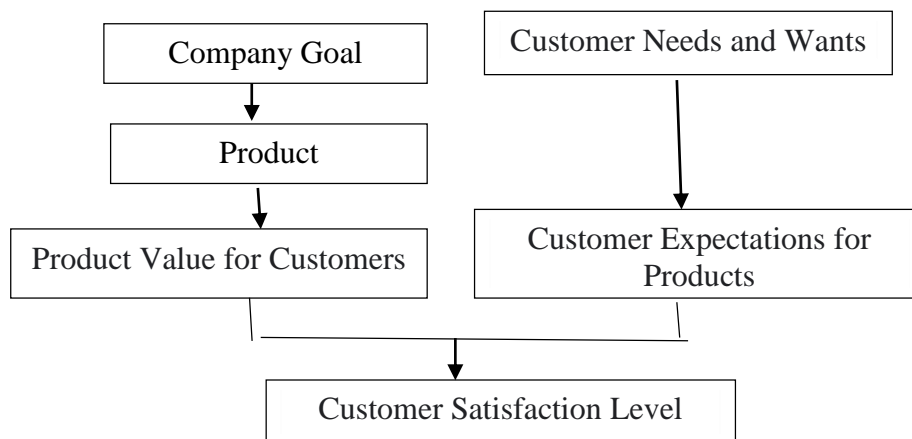 Company Goal
Customer Needs and Wants
Product
Product Value for Customers
Customer Expectations for
Products
Customer Satisfaction Level